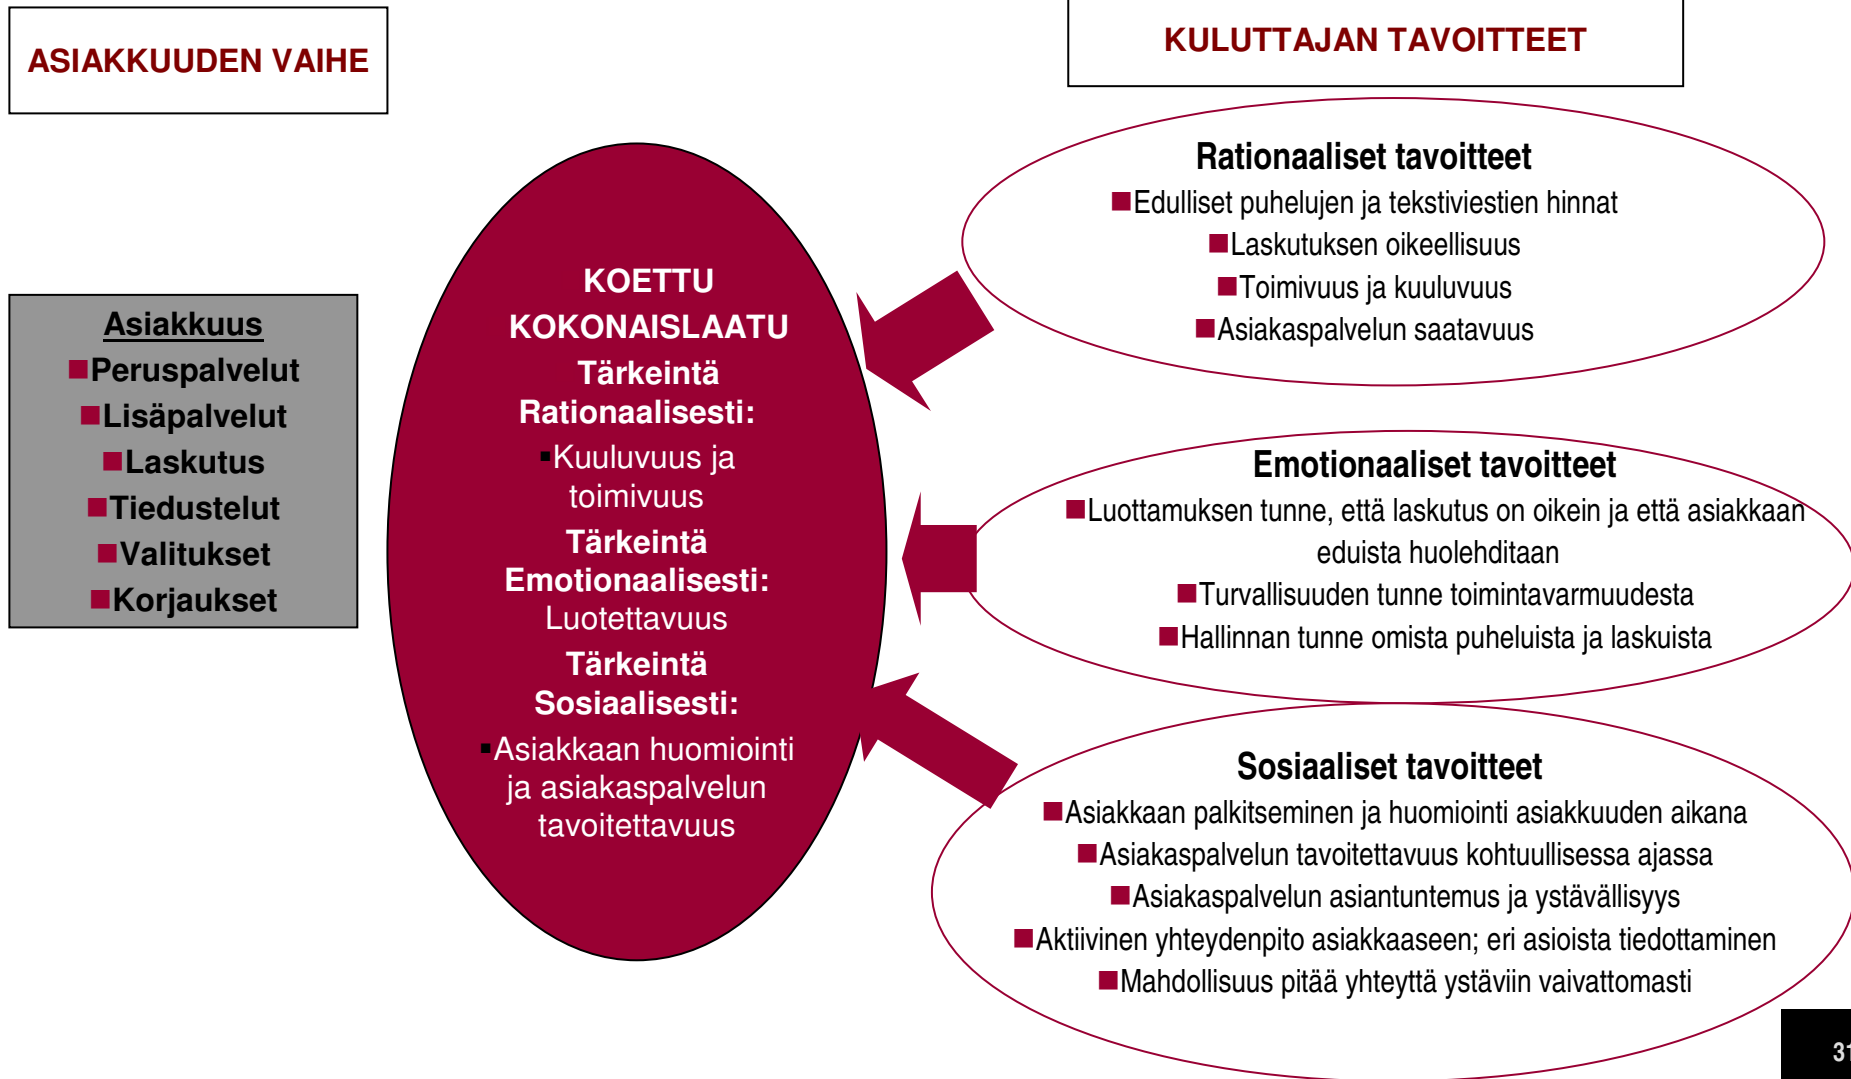 ASIAKKUUDEN VAIHE
KULUTTAJAN TAVOITTEET
Asiakkuus
Peruspalvelut
Lisäpalvelut
Laskutus
Tiedustelut
Valitukset
Korjaukset
KOETTU
KOKONAISLAATU
Tärkeintä
Rationaalisesti:
Kuuluvuus ja
toimivuus
Tärkeintä
Emotionaalisesti:
Luotettavuus
Tärkeintä
Sosiaalisesti:
Asiakkaan huomiointi
ja asiakaspalvelun
tavoitettavuus
Rationaaliset tavoitteet
Edulliset puhelujen ja tekstiviestien hinnat
Laskutuksen oikeellisuus
Toimivuus ja kuuluvuus
Asiakaspalvelun saatavuus
Emotionaaliset tavoitteet
Luottamuksen tunne, että laskutus on oikein ja että asiakkaan
eduista huolehditaan
Turvallisuuden tunne toimintavarmuudesta
Hallinnan tunne omista puheluista ja laskuista
Sosiaaliset tavoitteet
Asiakkaan palkitseminen ja huomiointi asiakkuuden aikana
Asiakaspalvelun tavoitettavuus kohtuullisessa ajassa
Asiakaspalvelun asiantuntemus ja ystävällisyys
Aktiivinen yhteydenpito asiakkaaseen; eri asioista tiedottaminen
Mahdollisuus pitää yhteyttä ystäviin vaivattomasti
31